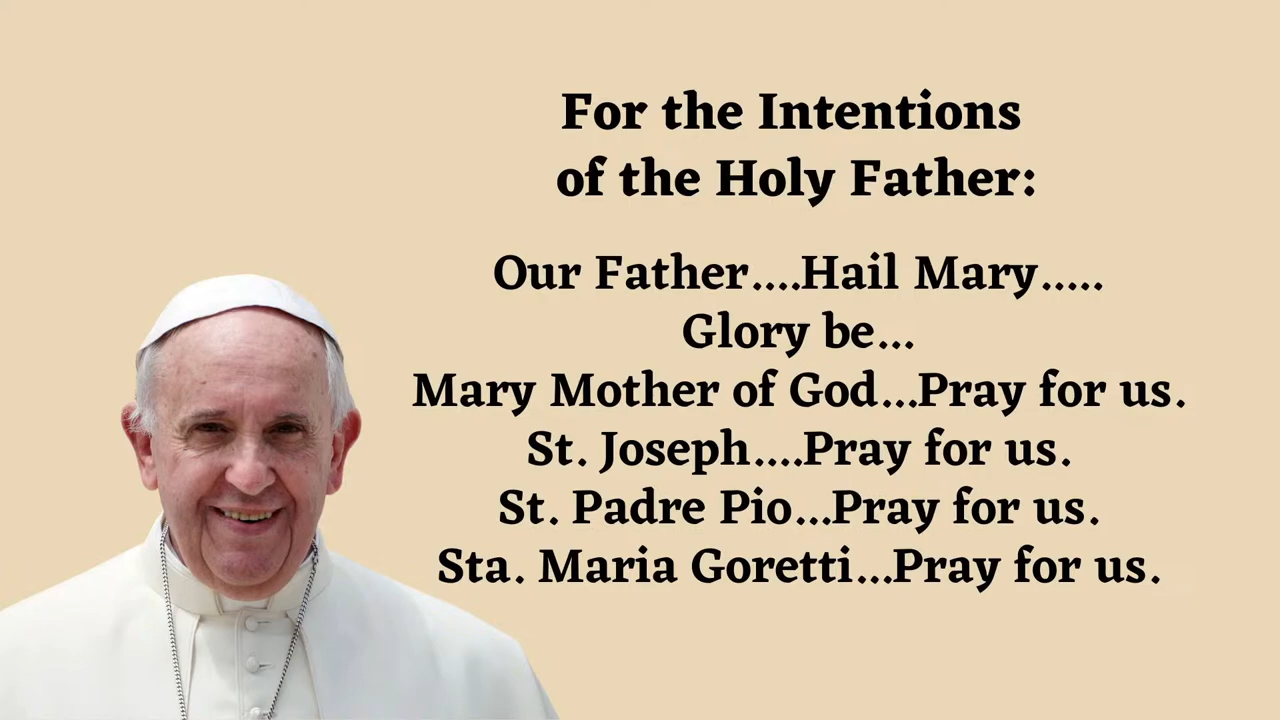 For the Intentions
of the Holy Father:
Our Father....Hail Mary.....
Glory be...
Mary Mother of God...Pray for us.
St. Joseph....Pray for us.
St. Padre Pio...Pray for us.
Sta. Maria Goretti...Pray for us.